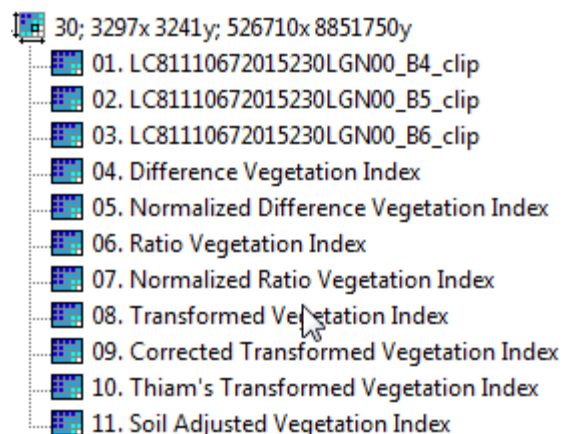 30; 3297x 3241y; 526710x 8851750y
01. LC81110672015230LGN00_B4_clip
02. LC81110672015230LGN00_B5_clip
03. LC81110672015230LGN00_B6_clip
04. Difference Vegetation Index
05. Normalized Difference Vegetation Index
06. Ratio Vegetation Index
07. Normalized Ratio Vegetation Index
08. Transformed Vegetation Index
09. Corrected Transformed Vegetation Index
10. Thiam's Transformed Vegetation Index
11. Soil Adjusted Vegetation Index